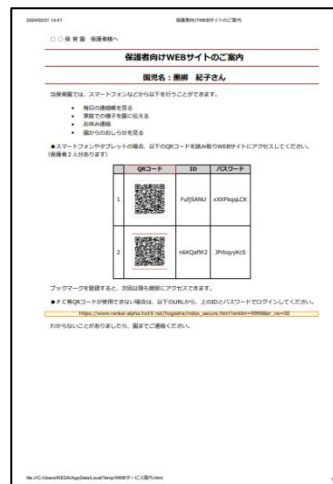 2024/02/01 14:41 保護者向けWEBサイトのご案内
○○保育園 保護者様へ
保護者向けWEBサイトのご案内
園児名：黒柳 紀子さん
当保育園では、スマートフォンなどから以下を行うことができます。
• 毎日の連絡帳を見る
• 家庭での様子を園に伝える
• お休み連絡
• 園からのおしらせを見る
●スマートフォンやタブレットの場合、以下のQRコードを読み取りWEBサイトにアクセスしてください。
(保護者２人分あります)
QRコード ID パスワード
1 FufjSANU xXXFkqqLCK
2 n6KQafW2 JPrbqyyKcS
ブックマークを登録すると、次回以降も簡単にアクセスできます。
●ＰＣ等QRコードが使用できない場合は、以下のURLから、上のIDとパスワードでログインしてください。
わからないことがありましたら、園までご連絡ください。